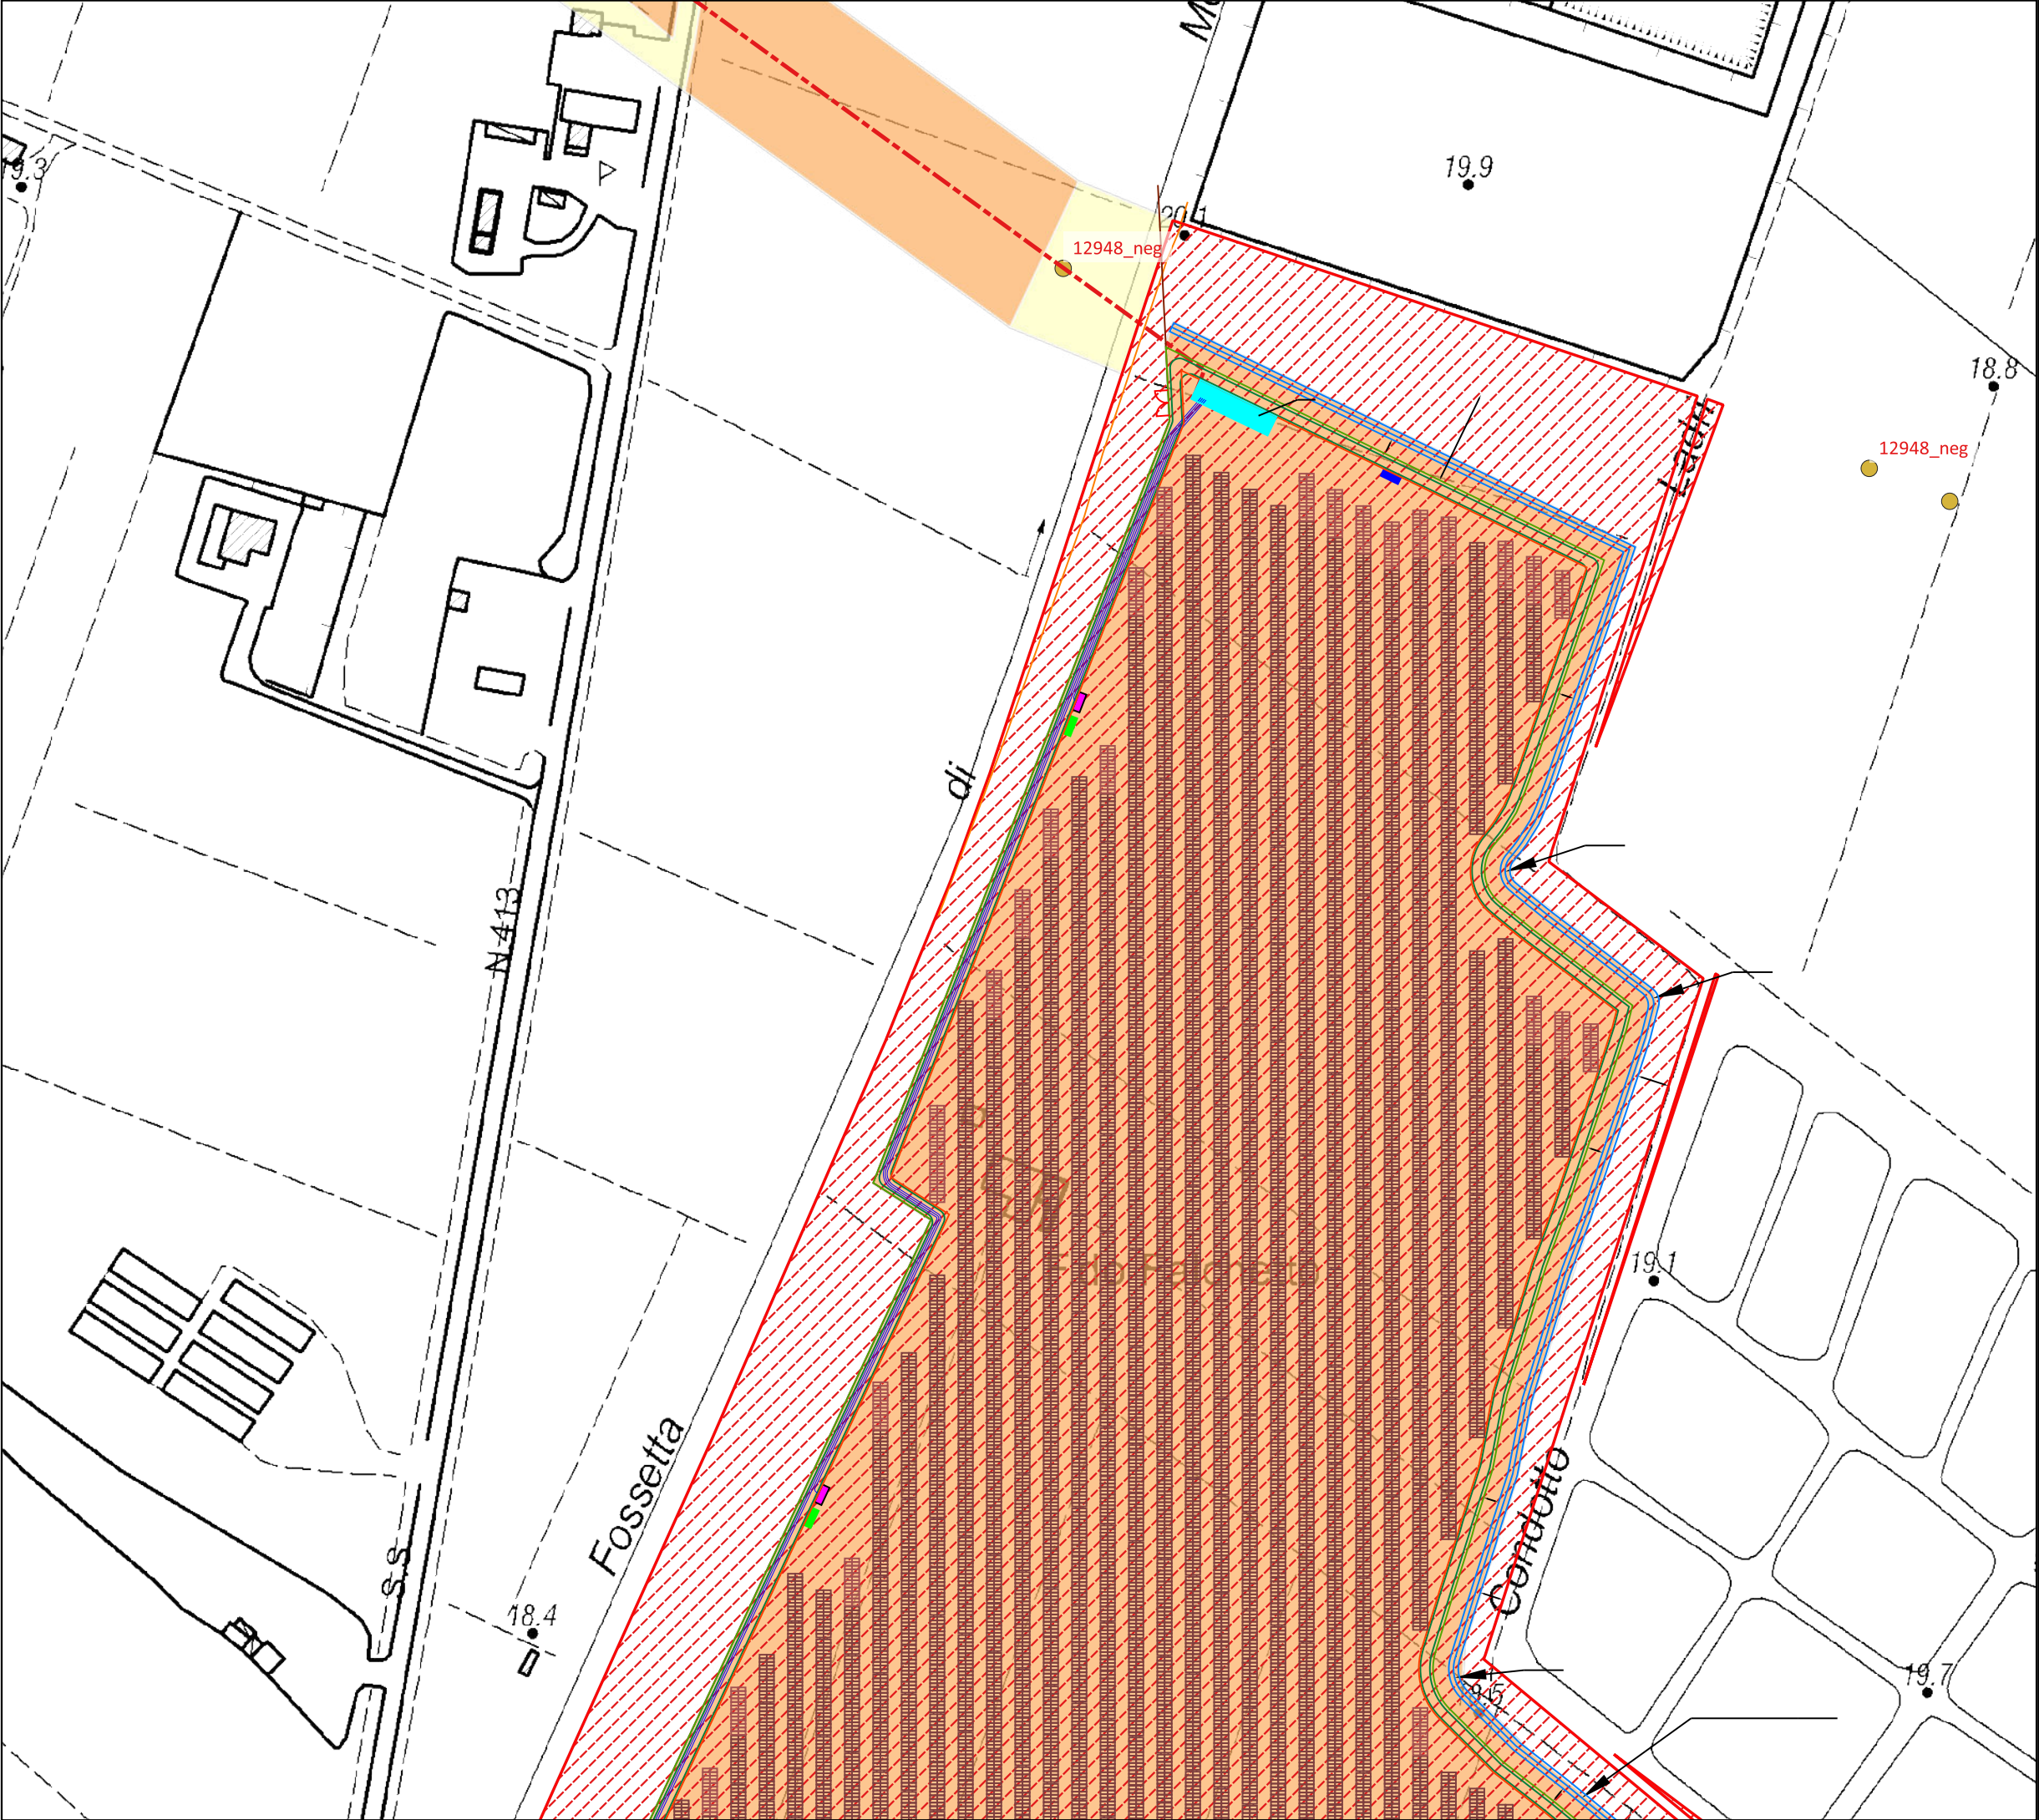 19.3
19.9
20.1
12948_neg
18.8
Ladri
12948_neg
di
N 413
19.1
Fossetta
Condotto
S.S.
18.4
19.7